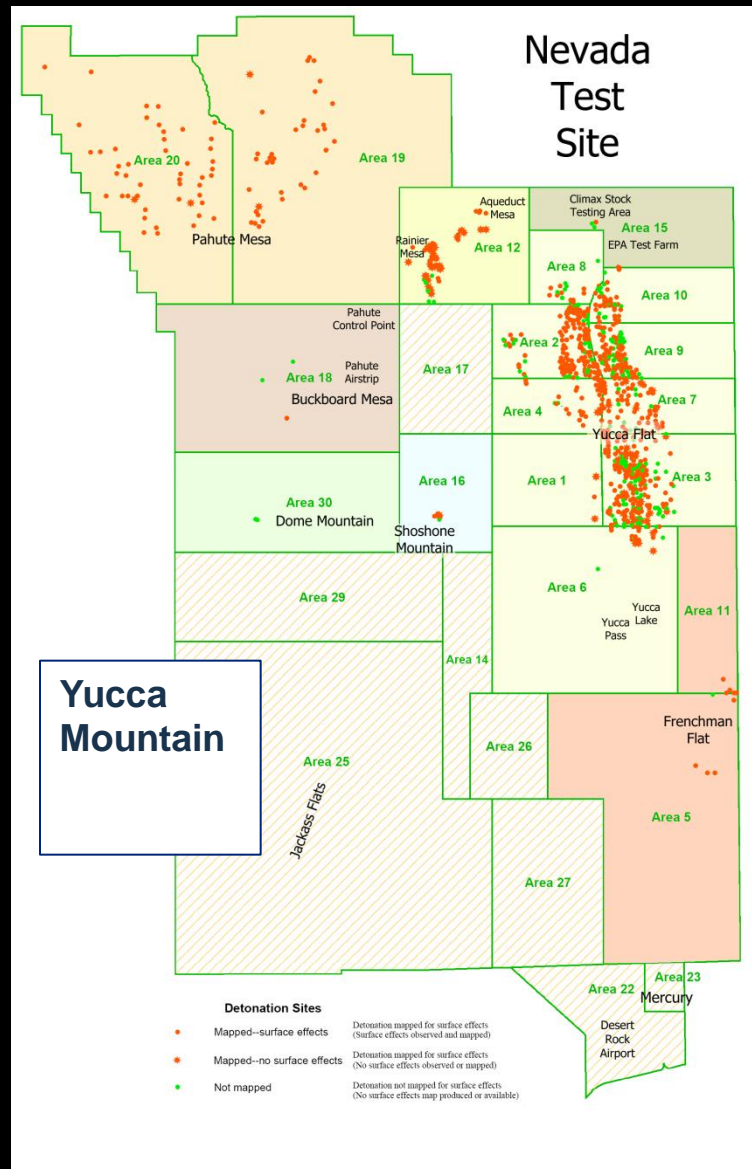 Nevada
Test
Site
Area 20
Area 19
Pahute Mesa
Aqueduct
Mesa
Rainier
Mesa
Area 12
Climax Stock
Testing Area
Area 15
EPA Test Farm
Area 8
Area 10
Pahute
Control Point
Area 18
Pahute
Airstrip
Buckboard Mesa
Area 17
Area 2
Area 9
Area 4
Area 7
Yucca Flat
Area 30
Dome Mountain
Area 16
Shoshone
Mountain
Area 1
Area 3
Area 29
Area 14
Area 6
Yucca
Lake
Yucca
Pass
Area 11
Yucca
Mountain
Area 25
Jackass Flats
Area 26
Frenchman
Flat
Area 5
Area 27
Area 22
Area 23
Mercury
Desert
Rock
Airport
Detonation Sites
Mapped--surface effects
Detonation mapped for surface effects
(Surface effects observed and mapped)
Mapped--no surface effects
Detonation mapped for surface effects
(No surface effects observed or mapped)
Not mapped
Detonation not mapped for surface effects
(No surface effects map produced or available)